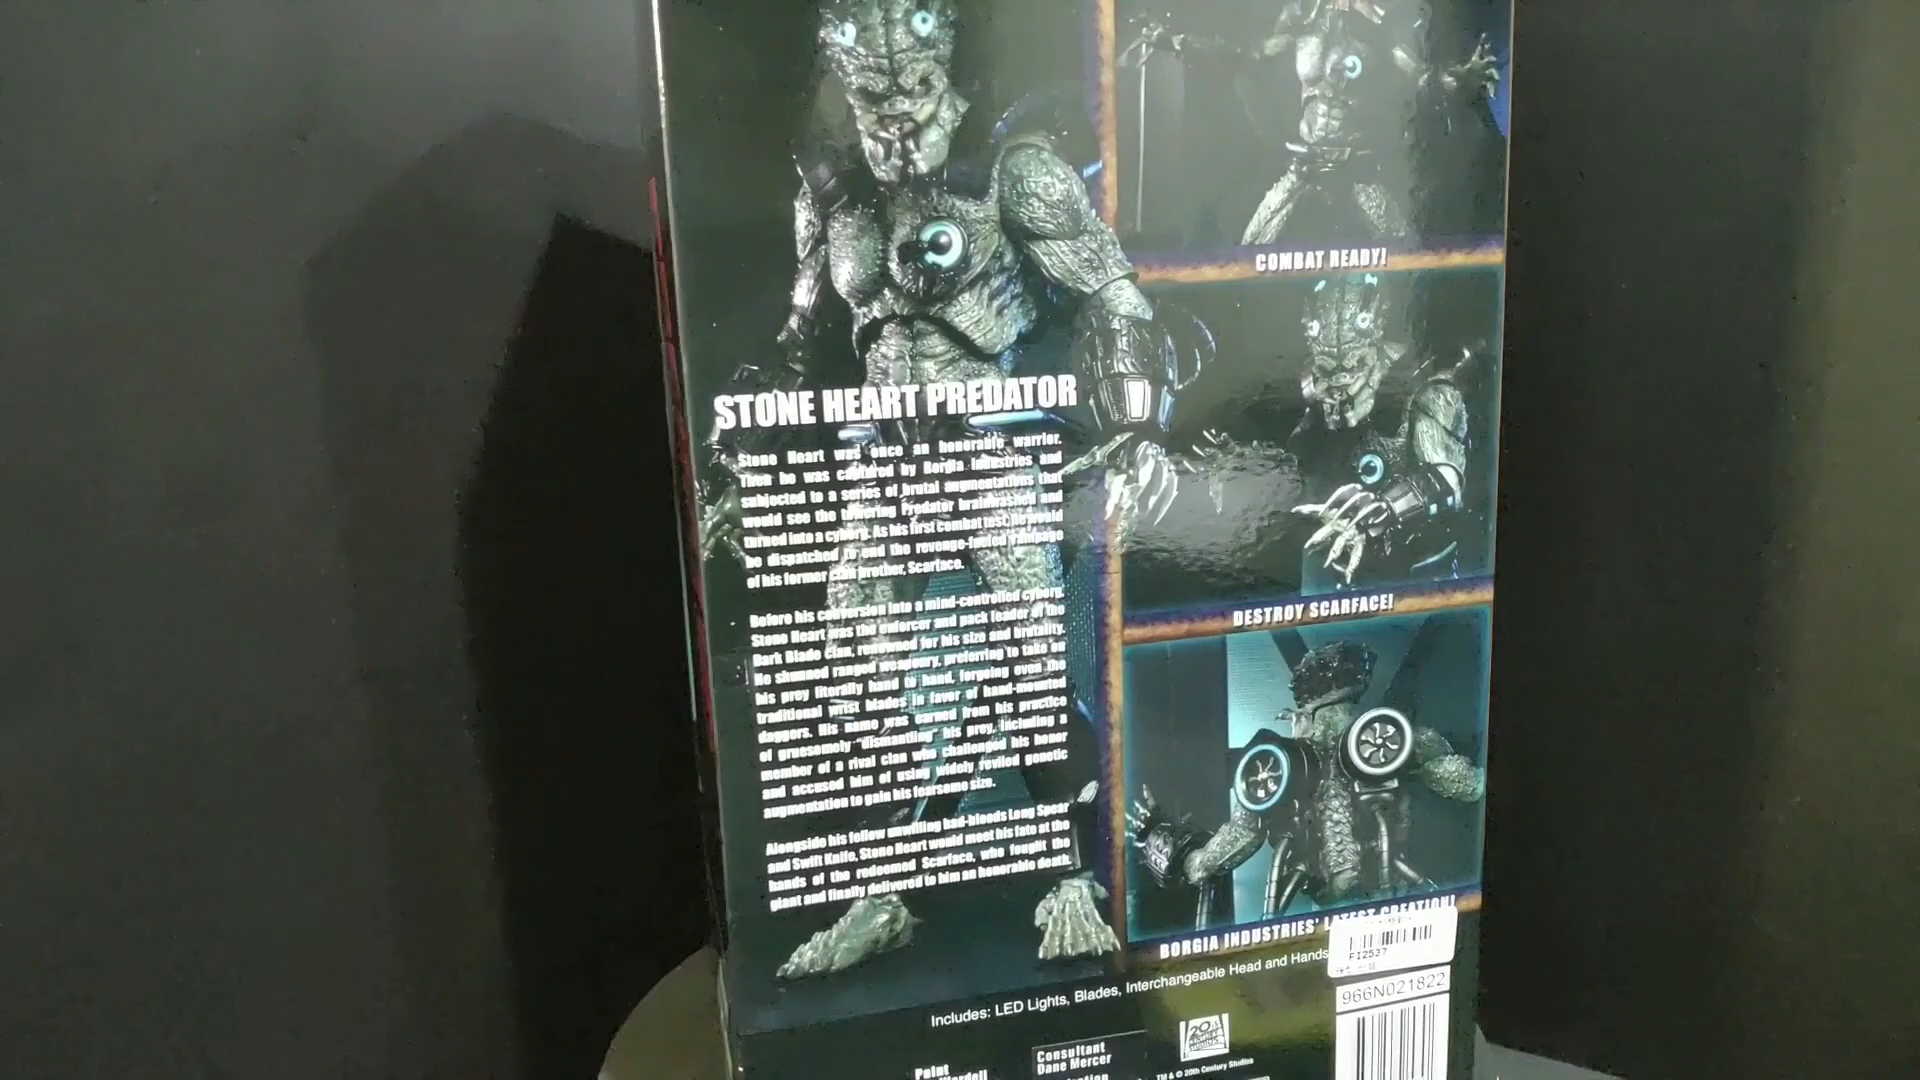 STONE HEART PREDATOR
Stone Heart was once an honorable warrior.
Then he was captured by Borgia Industries and
subjected to a series of brutal augmentations that
would see the towering Predator brainwashed and
turned into a cyborg. As his first combat test, he would
be dispatched to end the revenge-fueled rampage
of his former clan brother, Scarface.
Before his conversion into a mind-controlled cyborg,
Stone Heart was the enforcer and pack leader of the
Dark Blade Clan, renowned for his size and brutality.
He shunned ranged weaponry, preferring to take on
his prey literally hand to hand, forgoing even the
traditional wrist blades in favor of hand-mounted
daggers. His name was earned from his practice
of gruesomely "dismantling" his prey, including a
member of a rival clan who challenged his honor
and accused him of using widely reviled genetic
augmentation to gain his fearsome size.
Alongside his fellow unwilling bad-bloods Long Spear
and Swift Knife, Stone Heart would meet his fate at the
hands of the redeemed Scarface, who fought the
giant and finally delivered to him an honorable death.
COMBAT READY!
DESTROY SCARFACE!
BORGIA INDUSTRIES' LATEST CREATION!
Includes: LED Lights, Blades, Interchangeable Head and Hands
FI2537
966N021822
Paint
Consultant
Dane Mercer
20
TM & © 20th Century Studios